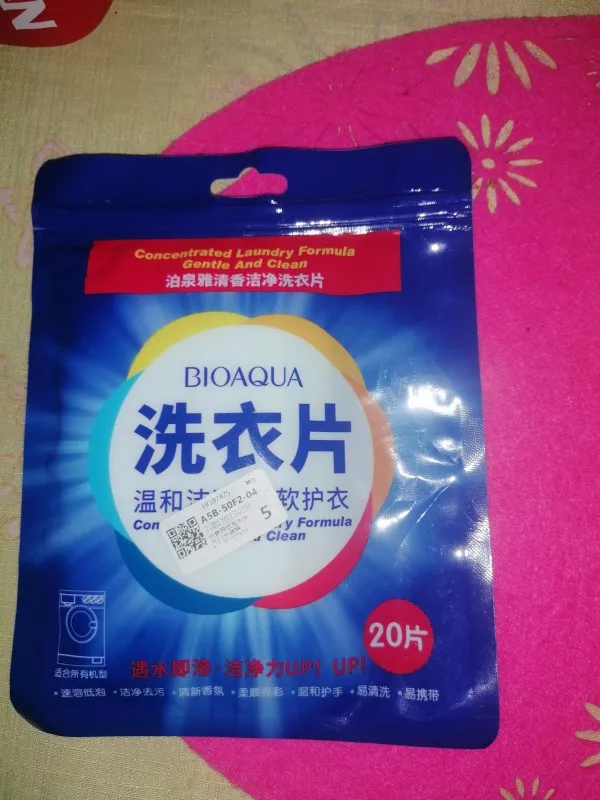 Concentrated Laundry Formula
Gentle And Clean
泊泉雅清香洁净洗衣片
BIOAQUA
洗衣片
温和洁 软护衣
Con ry Formula
d Clean
HG87475
A5B-50F2-04
5
20片
遇水即溶·洁净力UP! UP!
适合所有机型
·速溶低泡 ·洁净去污 ·清新香氛 ·柔顺亮彩 ·温和护手 ·易清洗 ·易携带